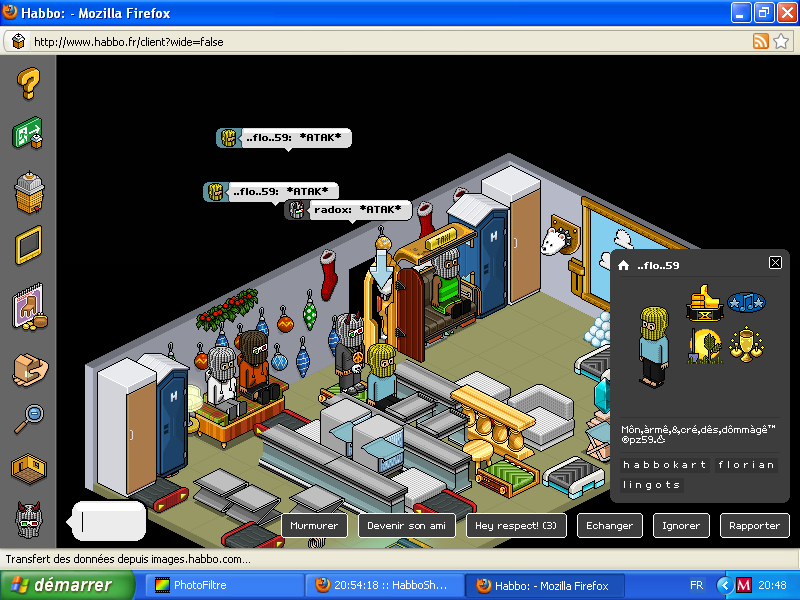 Habbo: - Mozilla Firefox
http://www.habbo.fr/client?wide=false
..flo..59: *ATAK*
..flo..59: *ATAK*
radox: *ATAK*
TAXI
H
H
..flo..59
Môn,àrmé,&,cré,dês,dômmàgê™
©pz59.
habbokart florian
lingots
Murmurer Devenir son ami Hey respect! (3) Echanger Ignorer Rapporter
Transfert des données depuis images.habbo.com...
démarrer PhotoFiltre 20:54:18 :: HabboSh... Habbo: - Mozilla Firefox FR M 20:48